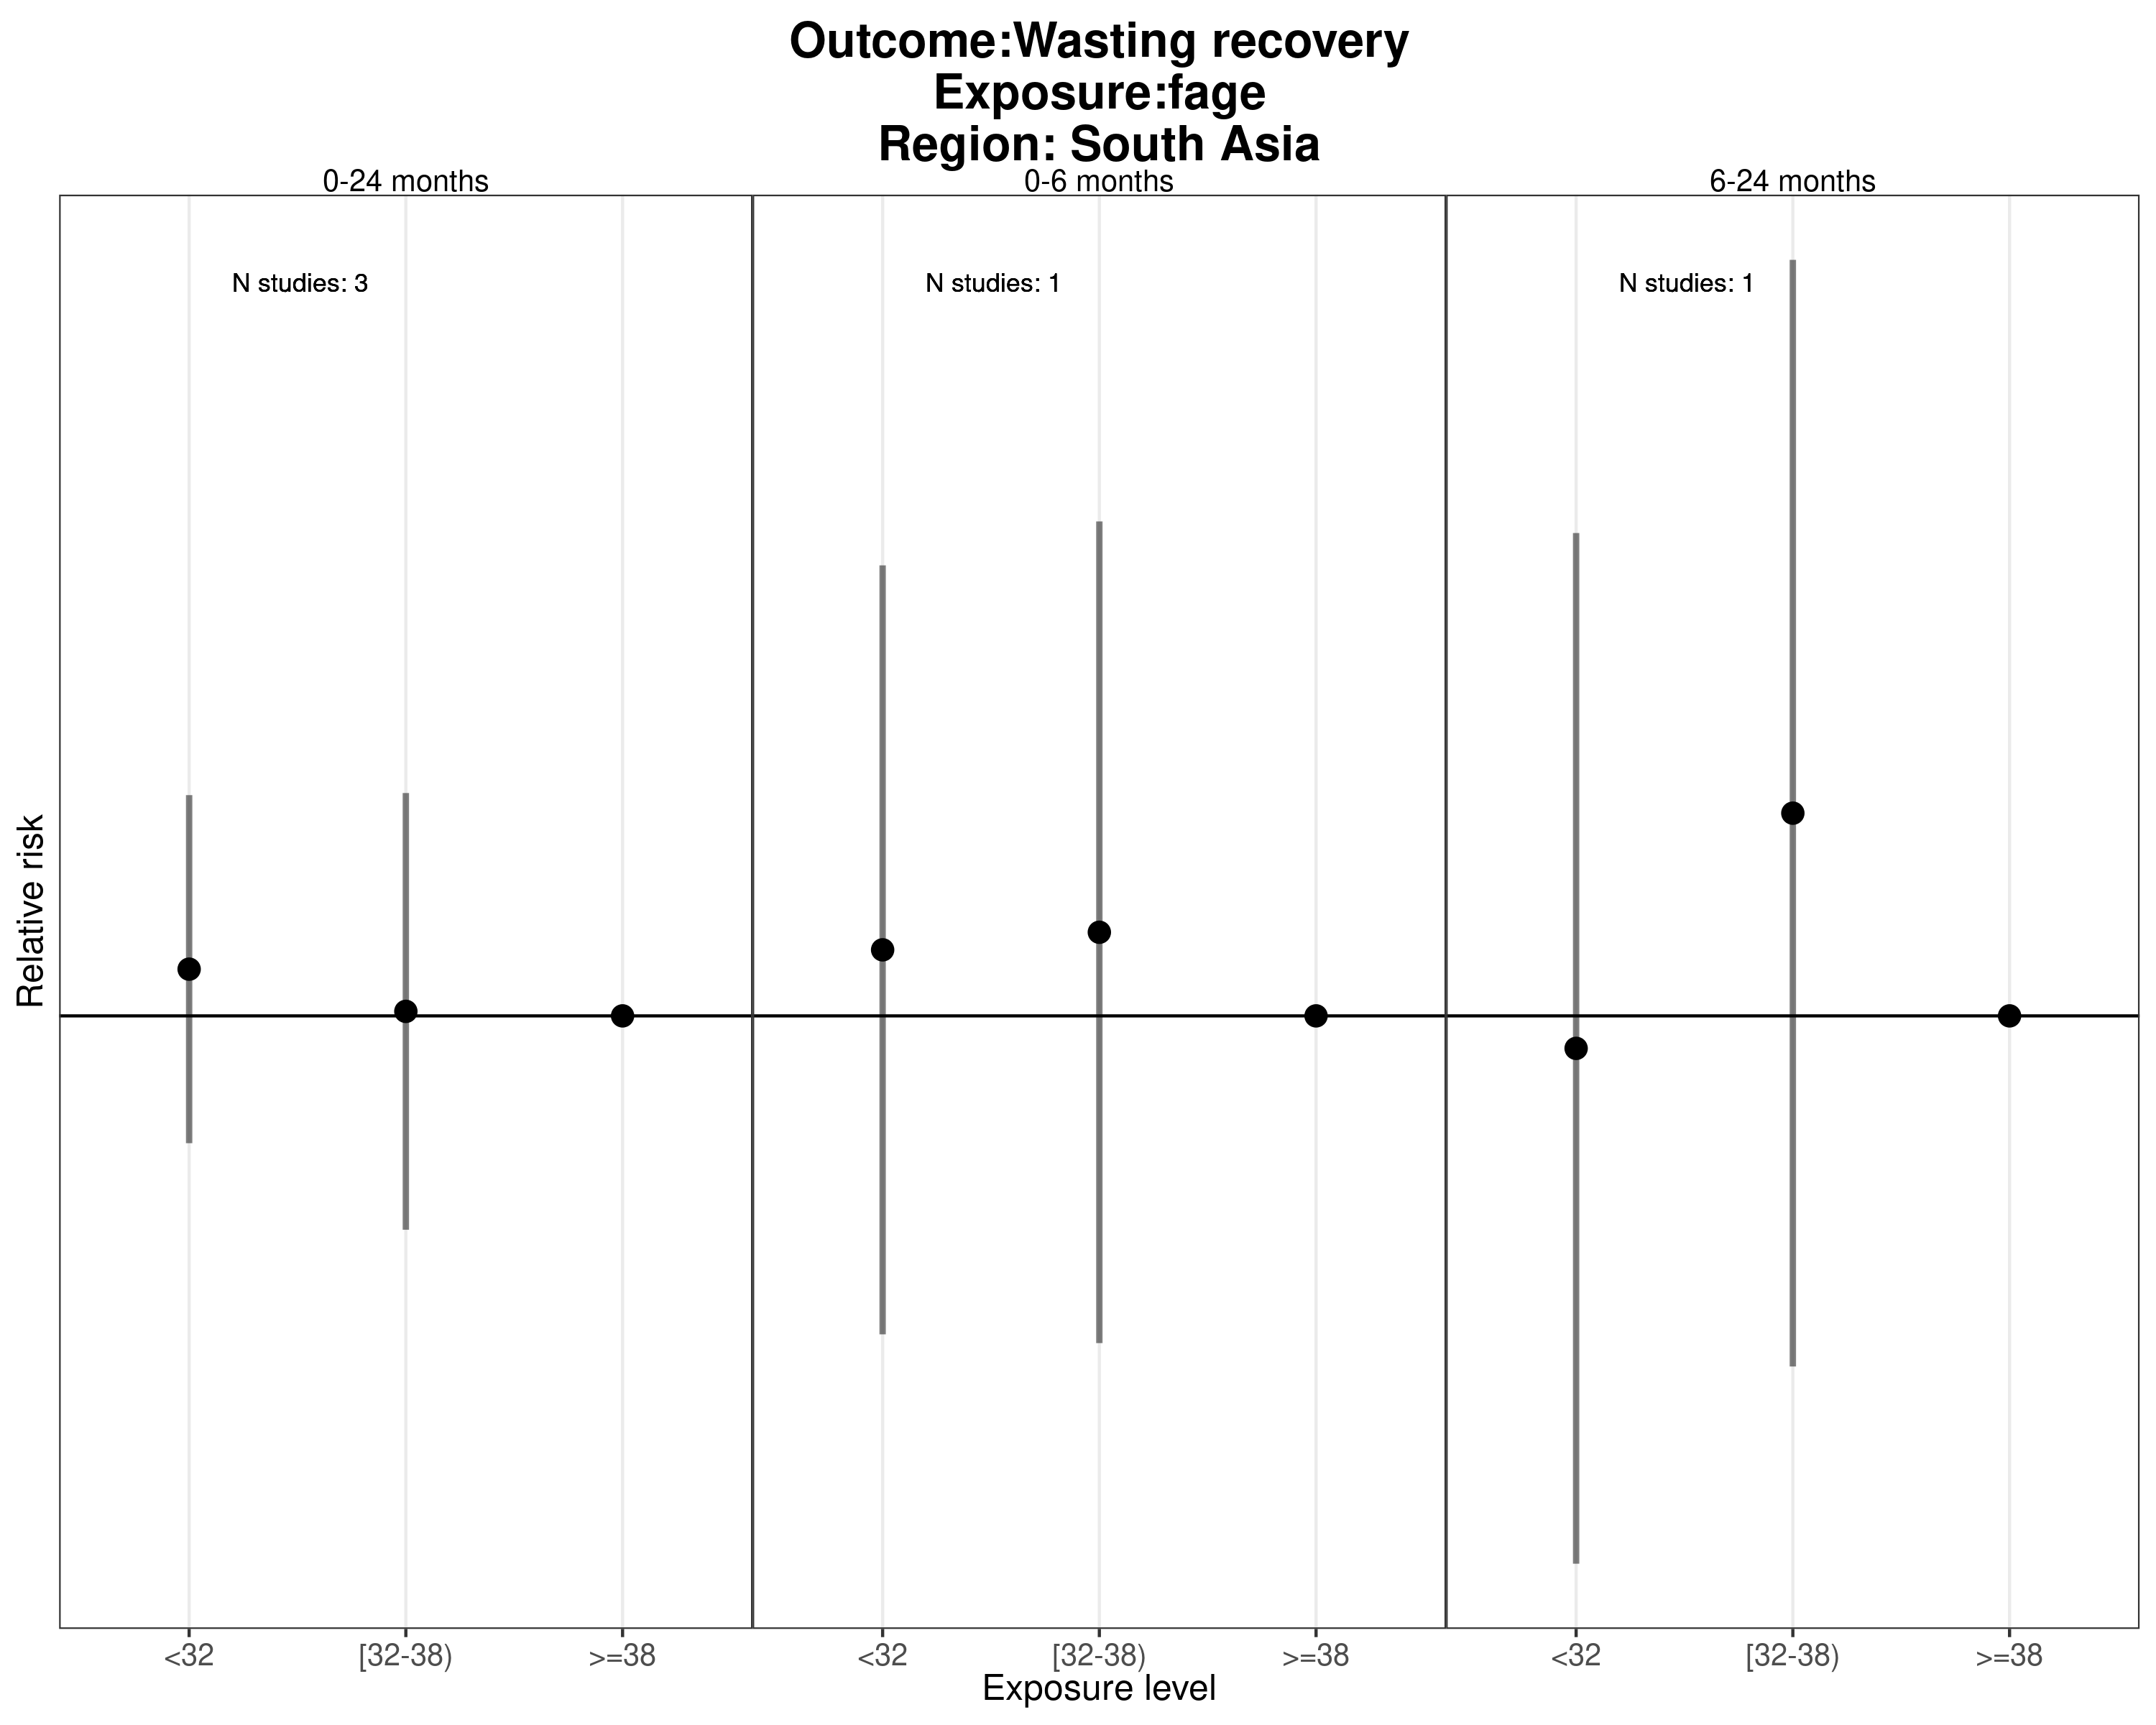 Outcome:Wasting recovery
Exposure:fage
Region: South Asia
0-24 months
0-6 months
6-24 months
N studies: 3
N studies: 1
N studies: 1
Relative risk
<32
[32-38)
>=38
<32
[32-38)
>=38
<32
[32-38)
>=38
Exposure level